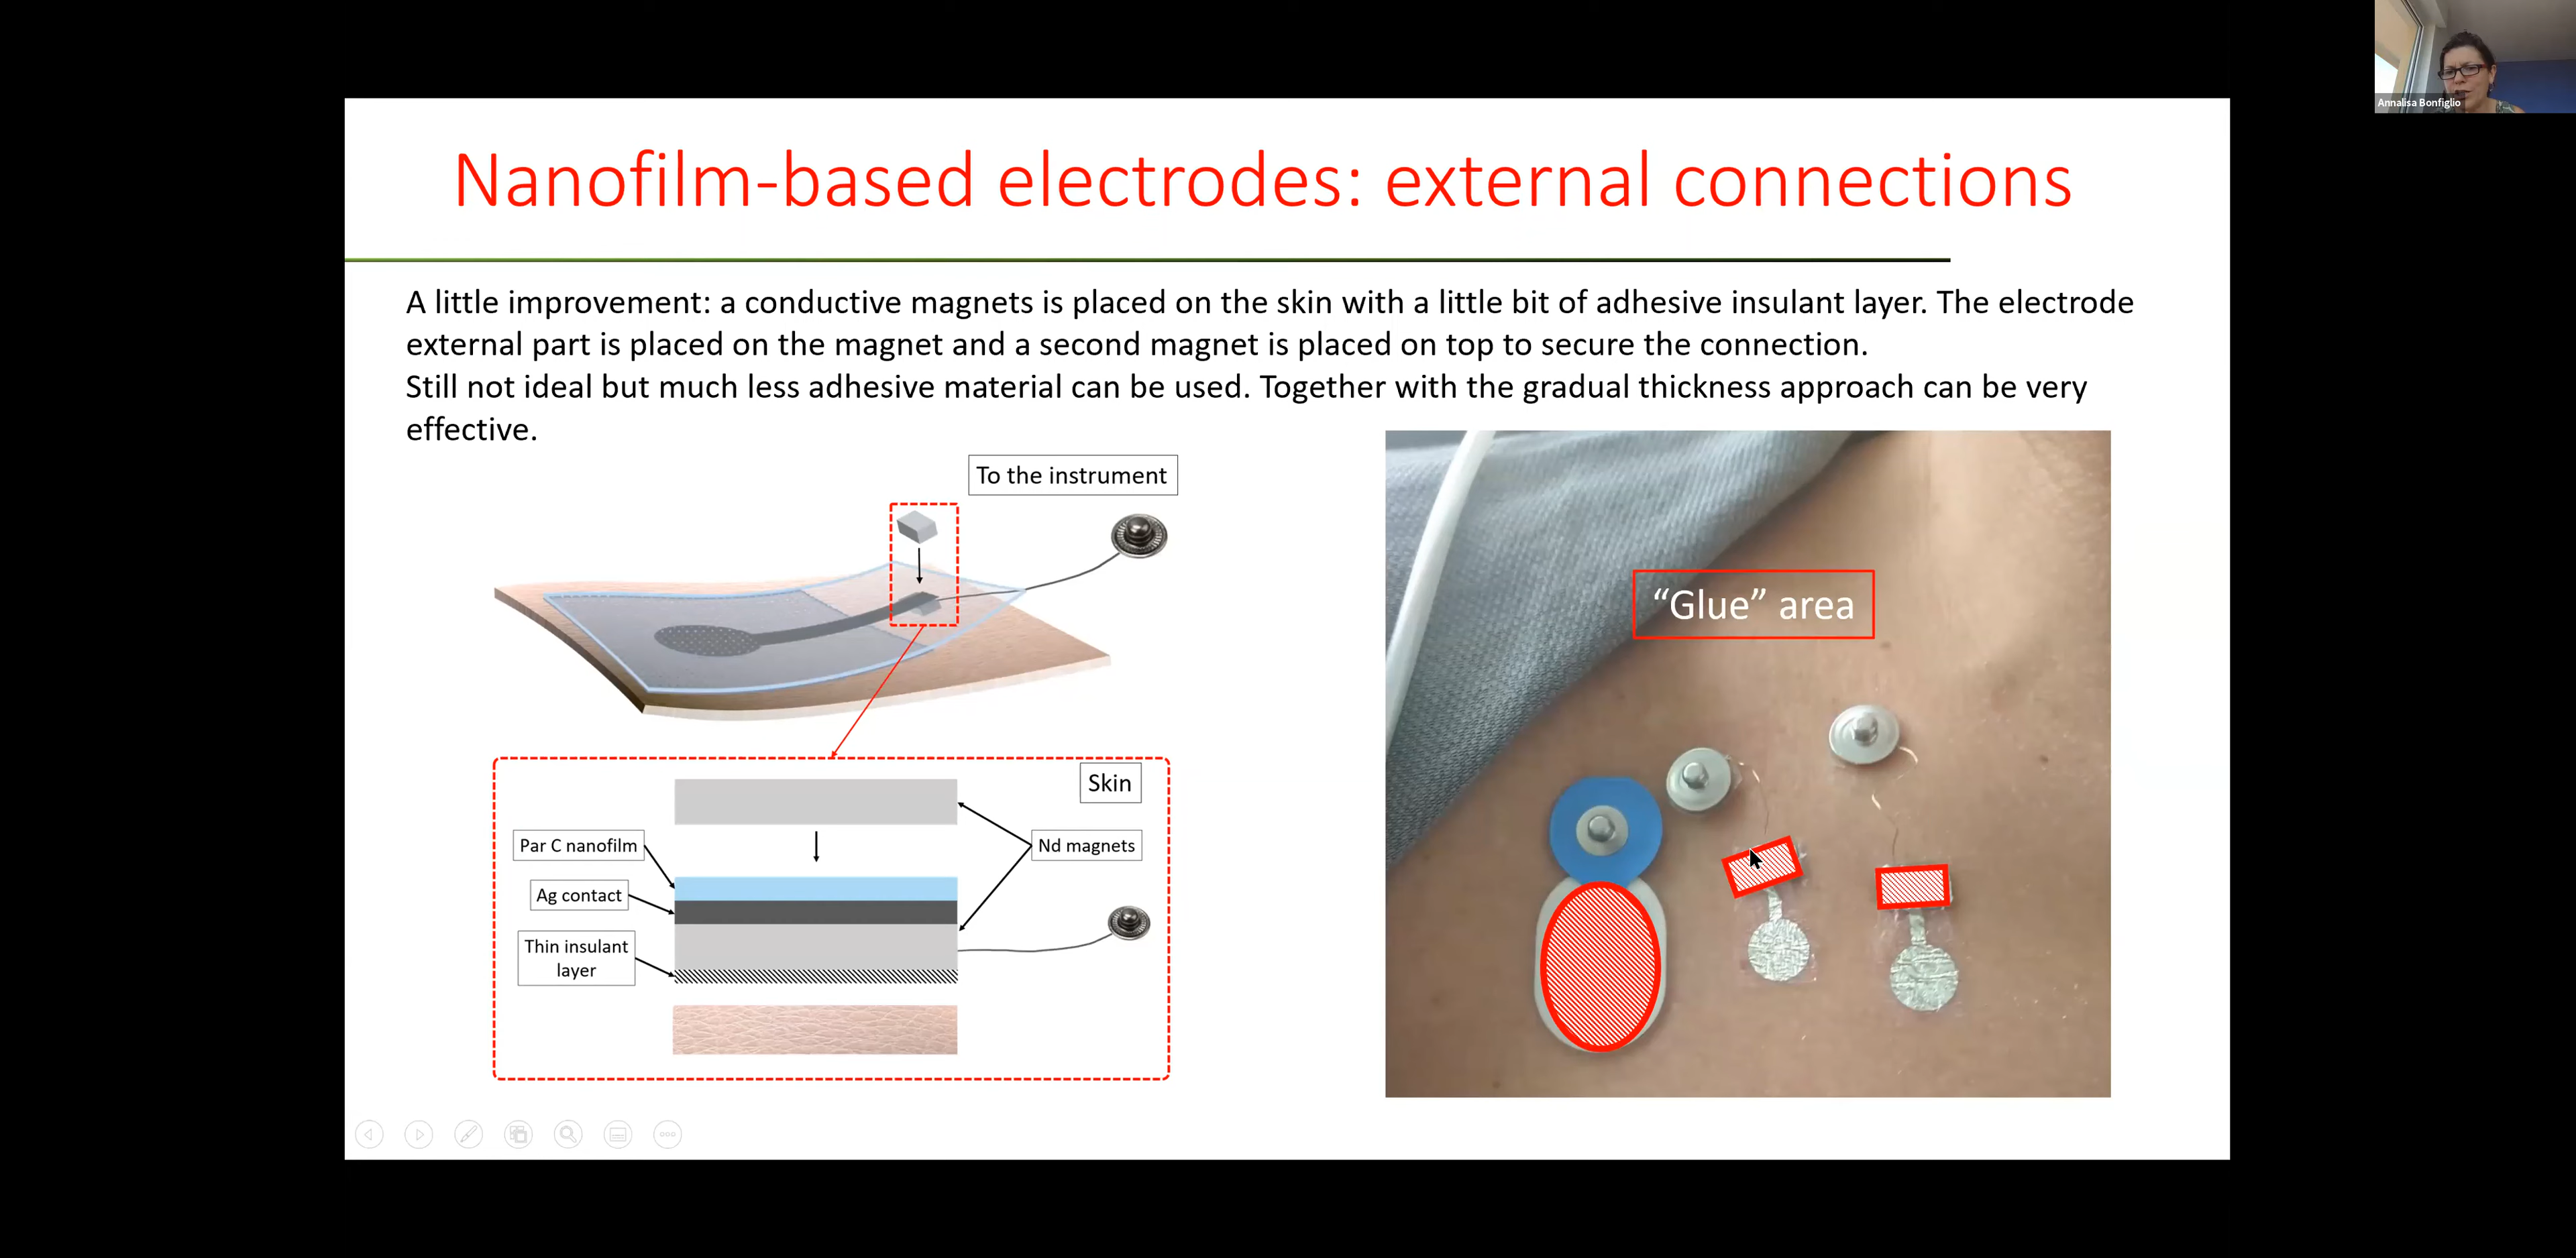 Annalisa Bonfiglio
Nanofilm-based electrodes: external connections
A little improvement: a conductive magnets is placed on the skin with a little bit of adhesive insulant layer. The electrode
external part is placed on the magnet and a second magnet is placed on top to secure the connection.
Still not ideal but much less adhesive material can be used. Together with the gradual thickness approach can be very
effective.
To the instrument
Skin
Par C nanofilm
Nd magnets
Ag contact
Thin insulant
layer
“Glue” area